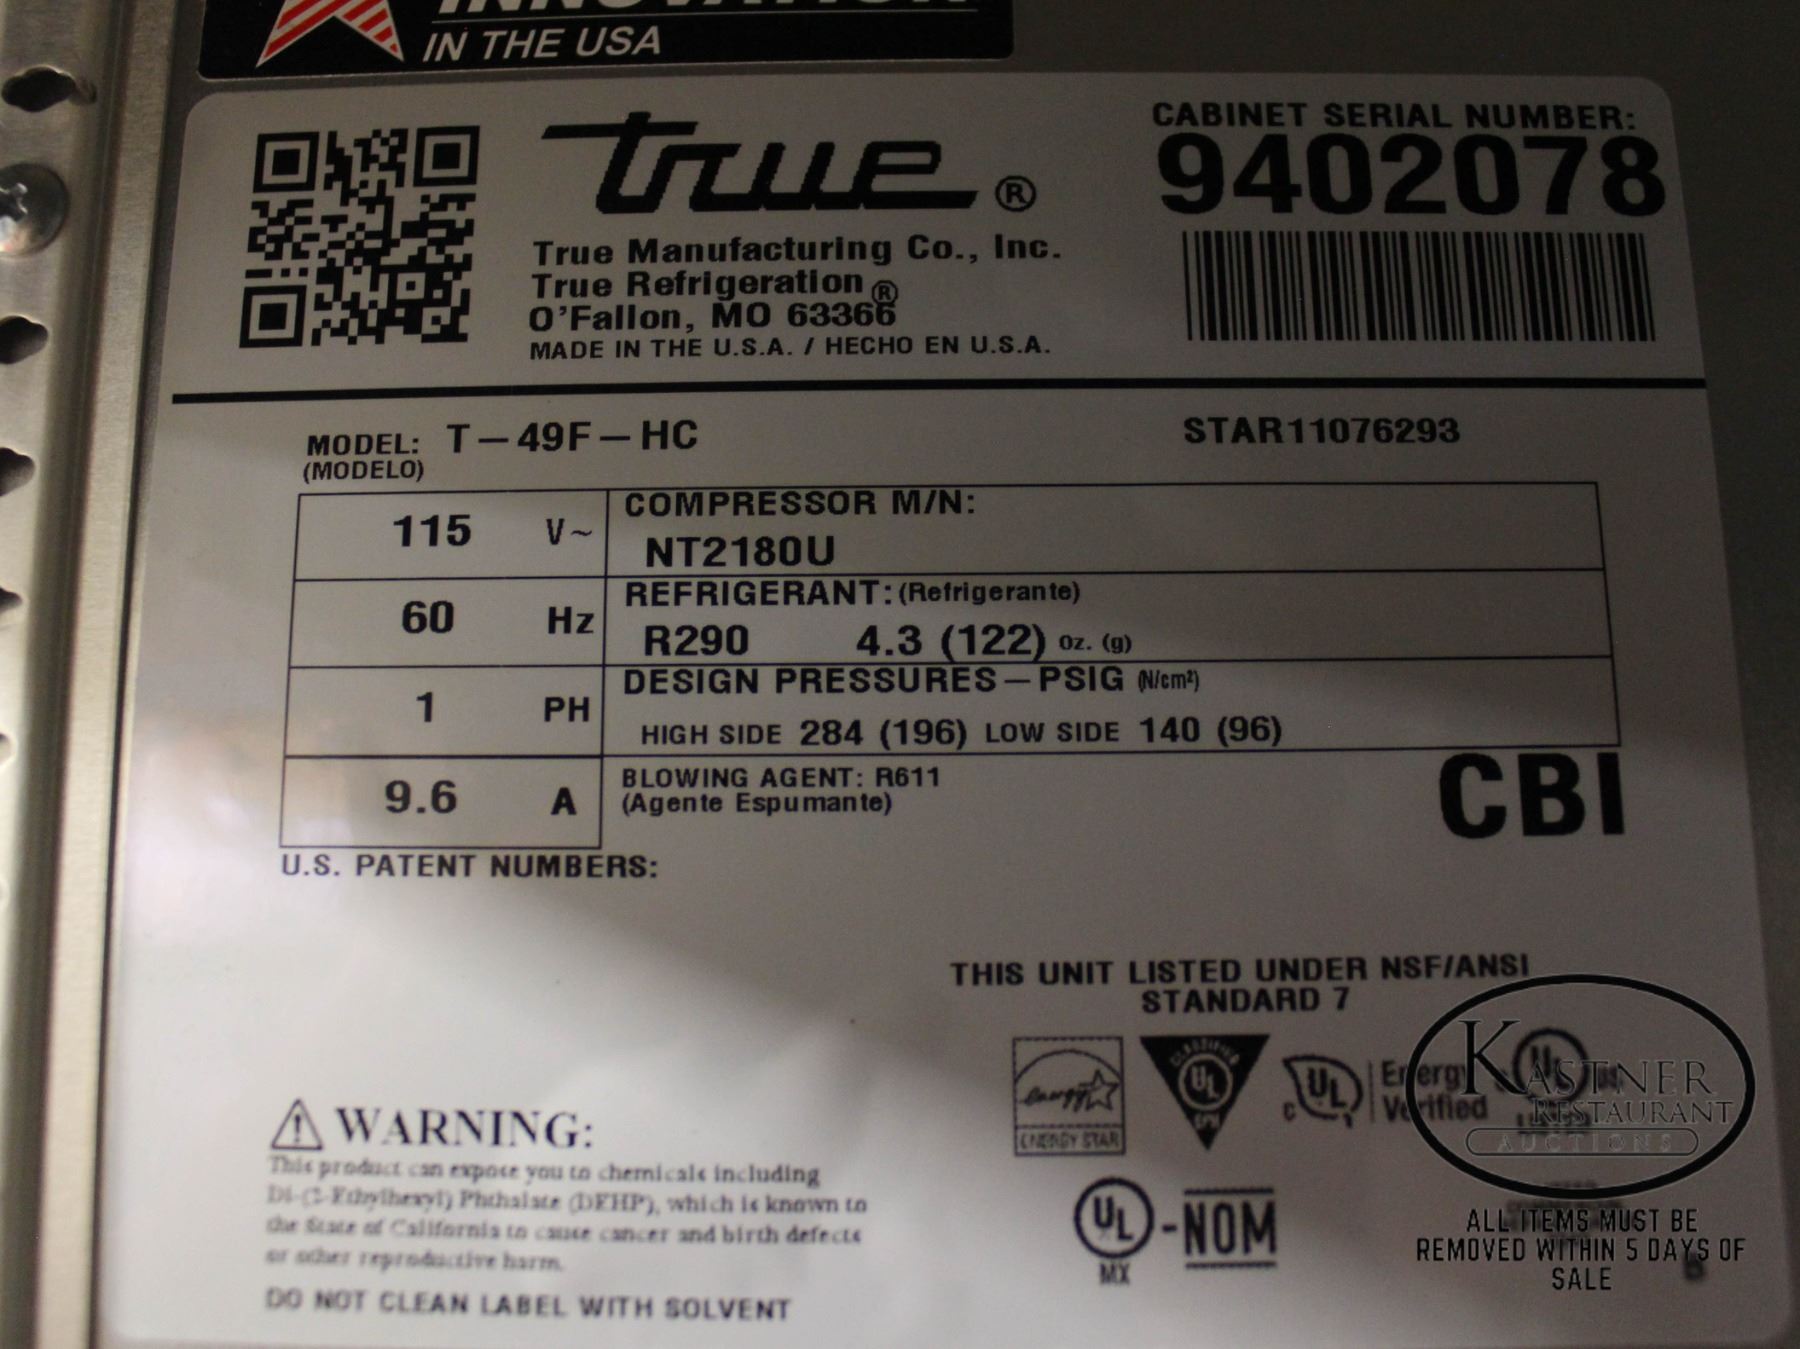 IN THE USA
true ®
CABINET SERIAL NUMBER:
9402078
True Manufacturing Co., Inc.
True Refrigeration ®
O'Fallon, MO 63366
MADE IN THE U.S.A. / HECHO EN U.S.A.
MODEL: T-49F-HC
(MODELO)
STAR11076293
115 V~
COMPRESSOR M/N:
NT2180U
60 Hz
REFRIGERANT: (Refrigerante)
R290 4.3 (122) oz. (g)
1 PH
DESIGN PRESSURES-PSIG (N/cm²)
HIGH SIDE 284 (196) LOW SIDE 140 (96)
9.6 A
BLOWING AGENT: R611
(Agente Espumante)
CBI
U.S. PATENT NUMBERS:
THIS UNIT LISTED UNDER NSF/ANSI
STANDARD 7
energy
ENERGY STAR
CLASSIFIED
UL
EPH
C UL
Energy
Verified
UL
KASTNER
RESTAURANT
AUCTIONS
⚠ WARNING:
This product can expose you to chemicals including
Di-(2-Ethylhexyl) Phthalate (DEHP), which is known to
the State of California to cause cancer and birth defects
or other reproductive harm.
DO NOT CLEAN LABEL WITH SOLVENT
UL-NOM
MX
ALL ITEMS MUST BE
REMOVED WITHIN 5 DAYS OF
SALE